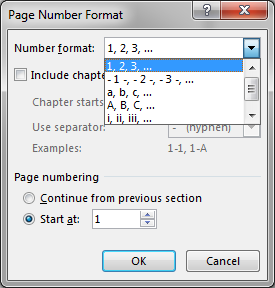 Page Number Format
Number format: 1, 2, 3, ...
1, 2, 3, ...
- 1 -, - 2 -, - 3 -, ...
a, b, c, ...
A, B, C, ...
i, ii, iii, ...
Include chapte
Chapter starts
Use separator: - (hyphen)
Examples: 1-1, 1-A
Page numbering
Continue from previous section
Start at: 1
OK Cancel